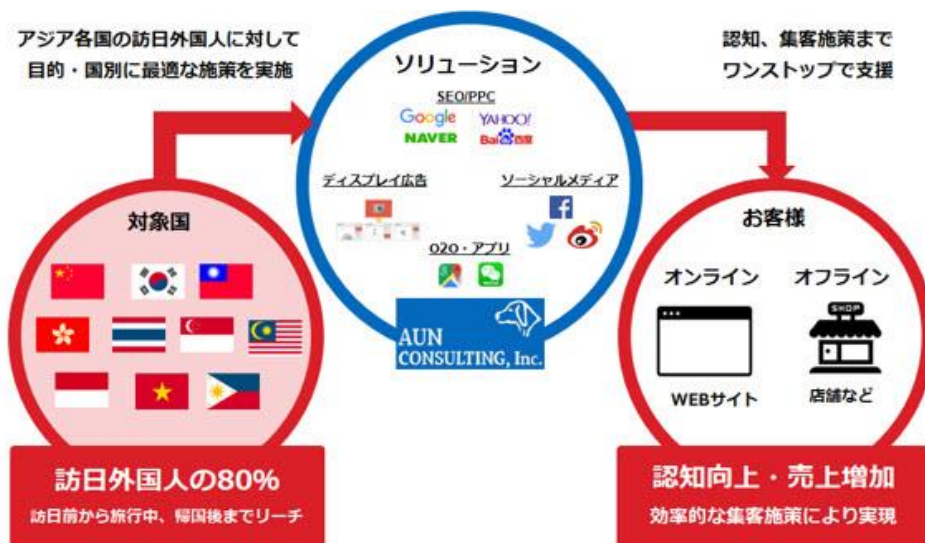 アジア各国の訪日外国人に対して
目的・国別に最適な施策を実施
ソリューション
SEO/PPC
Google
YAHOO!
NAVER
Bai 百度
ディスプレイ広告
ソーシャルメディア
O2O・アプリ
AUN
CONSULTING, Inc.
認知、集客施策まで
ワンストップで支援
対象国
訪日外国人の80%
訪日前から旅行中、帰国後までリーチ
お客様
オンライン
オフライン
SHOP
WEBサイト
店舗など
認知向上・売上増加
効率的な集客施策により実現